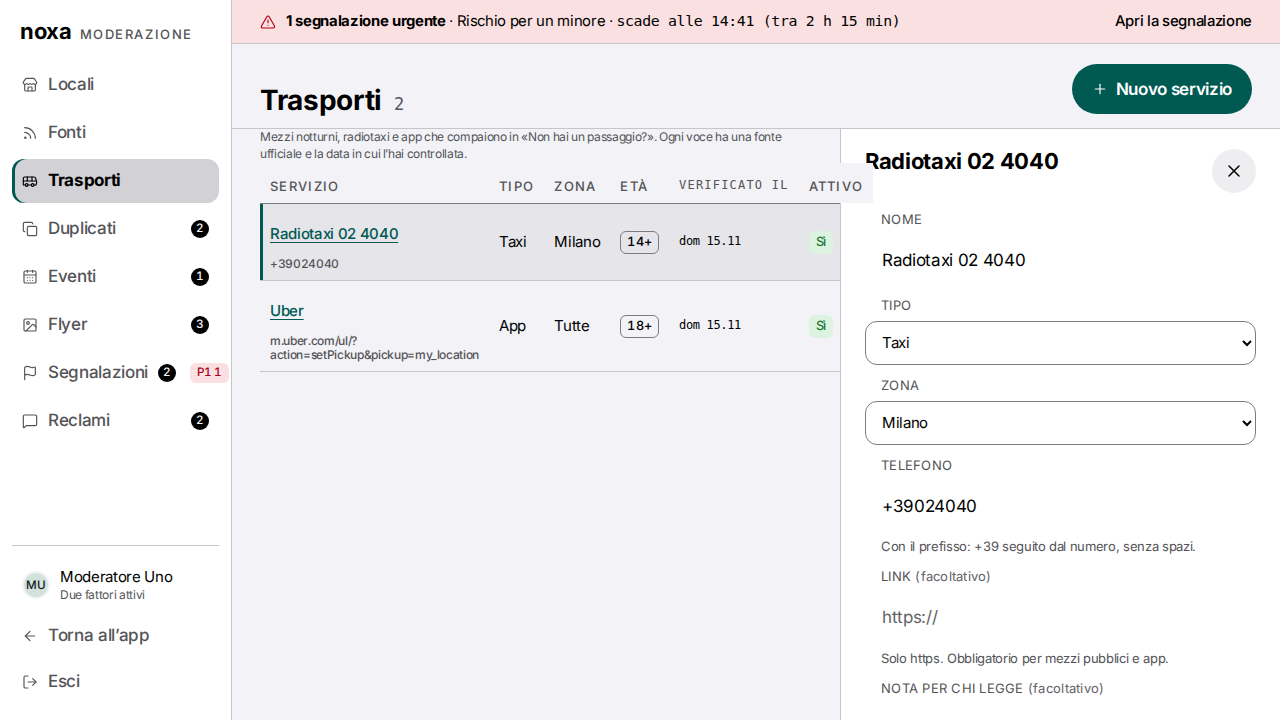 noxa MODERAZIONE
Locali
Fonti
Trasporti
Duplicati 2
Eventi 1
Flyer 3
Segnalazioni 2 P1 1
Reclami 2
MU Moderatore Uno
Due fattori attivi
Torna all’app
Esci
1 segnalazione urgente · Rischio per un minore · scade alle 14:41 (tra 2 h 15 min) Apri la segnalazione
Trasporti 2
+ Nuovo servizio
Mezzi notturni, radiotaxi e app che compaiono in «Non hai un passaggio?». Ogni voce ha una fonte
ufficiale e la data in cui l’hai controllata.
SERVIZIO TIPO ZONA ETÀ VERIFICATO IL ATTIVO
Radiotaxi 02 4040 Taxi Milano 14+ dom 15.11 Sì
+39024040
Uber App Tutte 18+ dom 15.11 Sì
m.uber.com/ul/?
action=setPickup&pickup=my_location
Radiotaxi 02 4040
NOME
Radiotaxi 02 4040
TIPO
Taxi
ZONA
Milano
TELEFONO
+39024040
Con il prefisso: +39 seguito dal numero, senza spazi.
LINK (facoltativo)
https://
Solo https. Obbligatorio per mezzi pubblici e app.
NOTA PER CHI LEGGE (facoltativo)